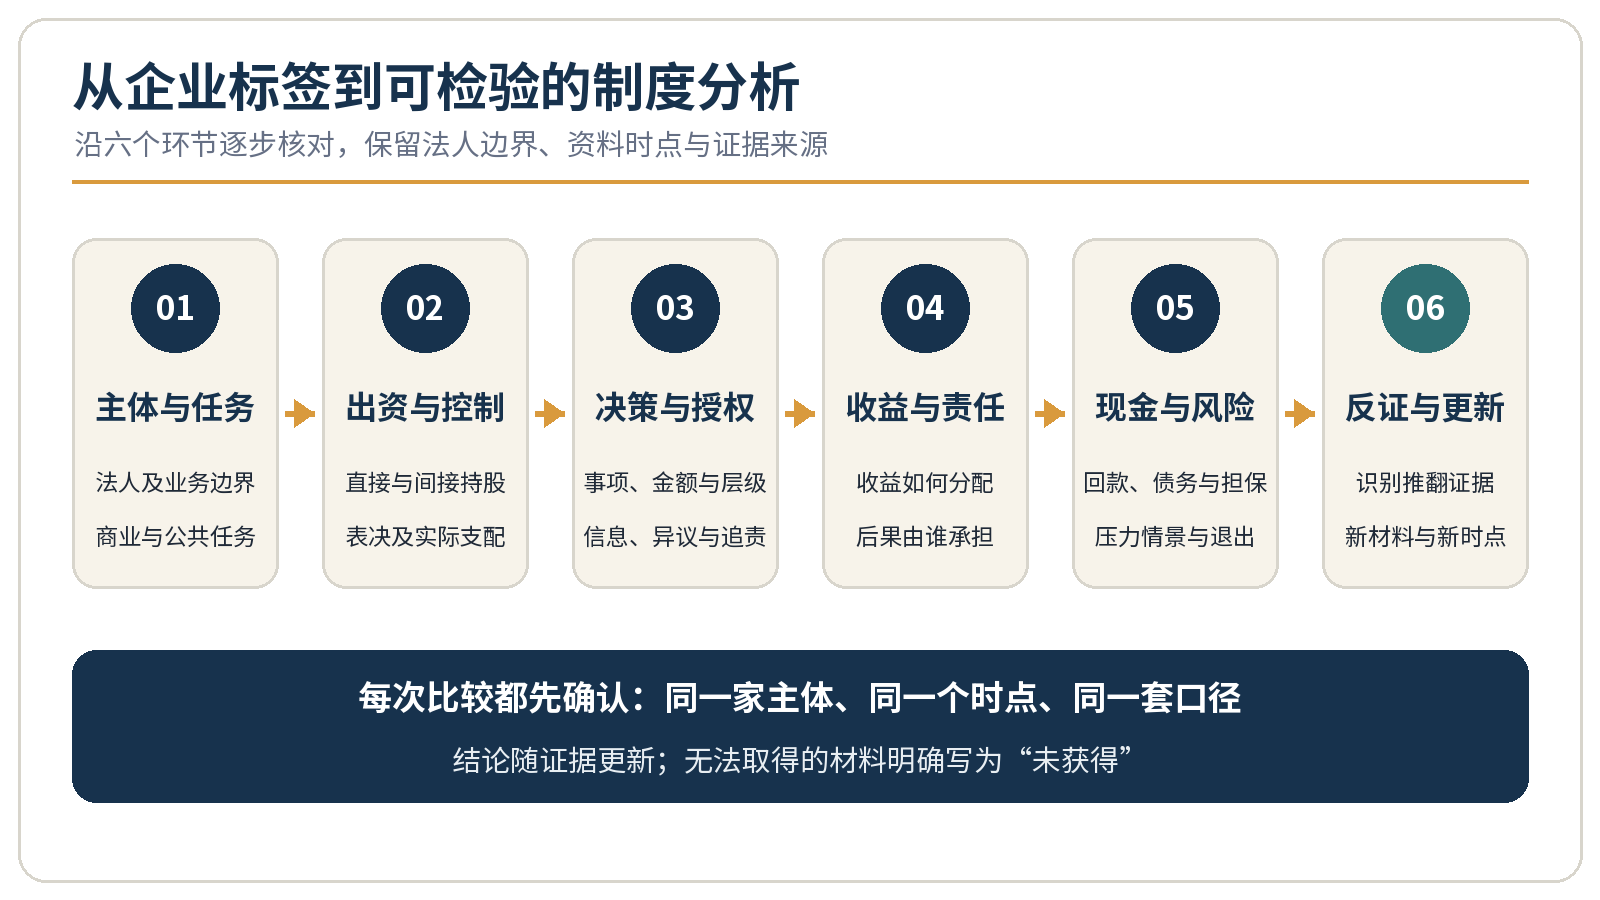 从企业标签到可检验的制度分析
沿六个环节逐步核对，保留法人边界、资料时点与证据来源
01
主体与任务
法人及业务边界
商业与公共任务
02
出资与控制
直接与间接持股
表决及实际支配
03
决策与授权
事项、金额与层级
信息、异议与追责
04
收益与责任
收益如何分配
后果由谁承担
05
现金与风险
回款、债务与担保
压力情景与退出
06
反证与更新
识别推翻证据
新材料与新时点
每次比较都先确认：同一家主体、同一个时点、同一套口径
结论随证据更新；无法取得的材料明确写为“未获得”